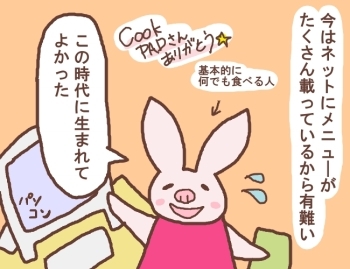 今はネットにメニューが
たくさん載っているから有難い
Cook
PADさん
ありがとう
基本的に
何でも食べる人
この時代に生まれて
よかった
パソ
コン